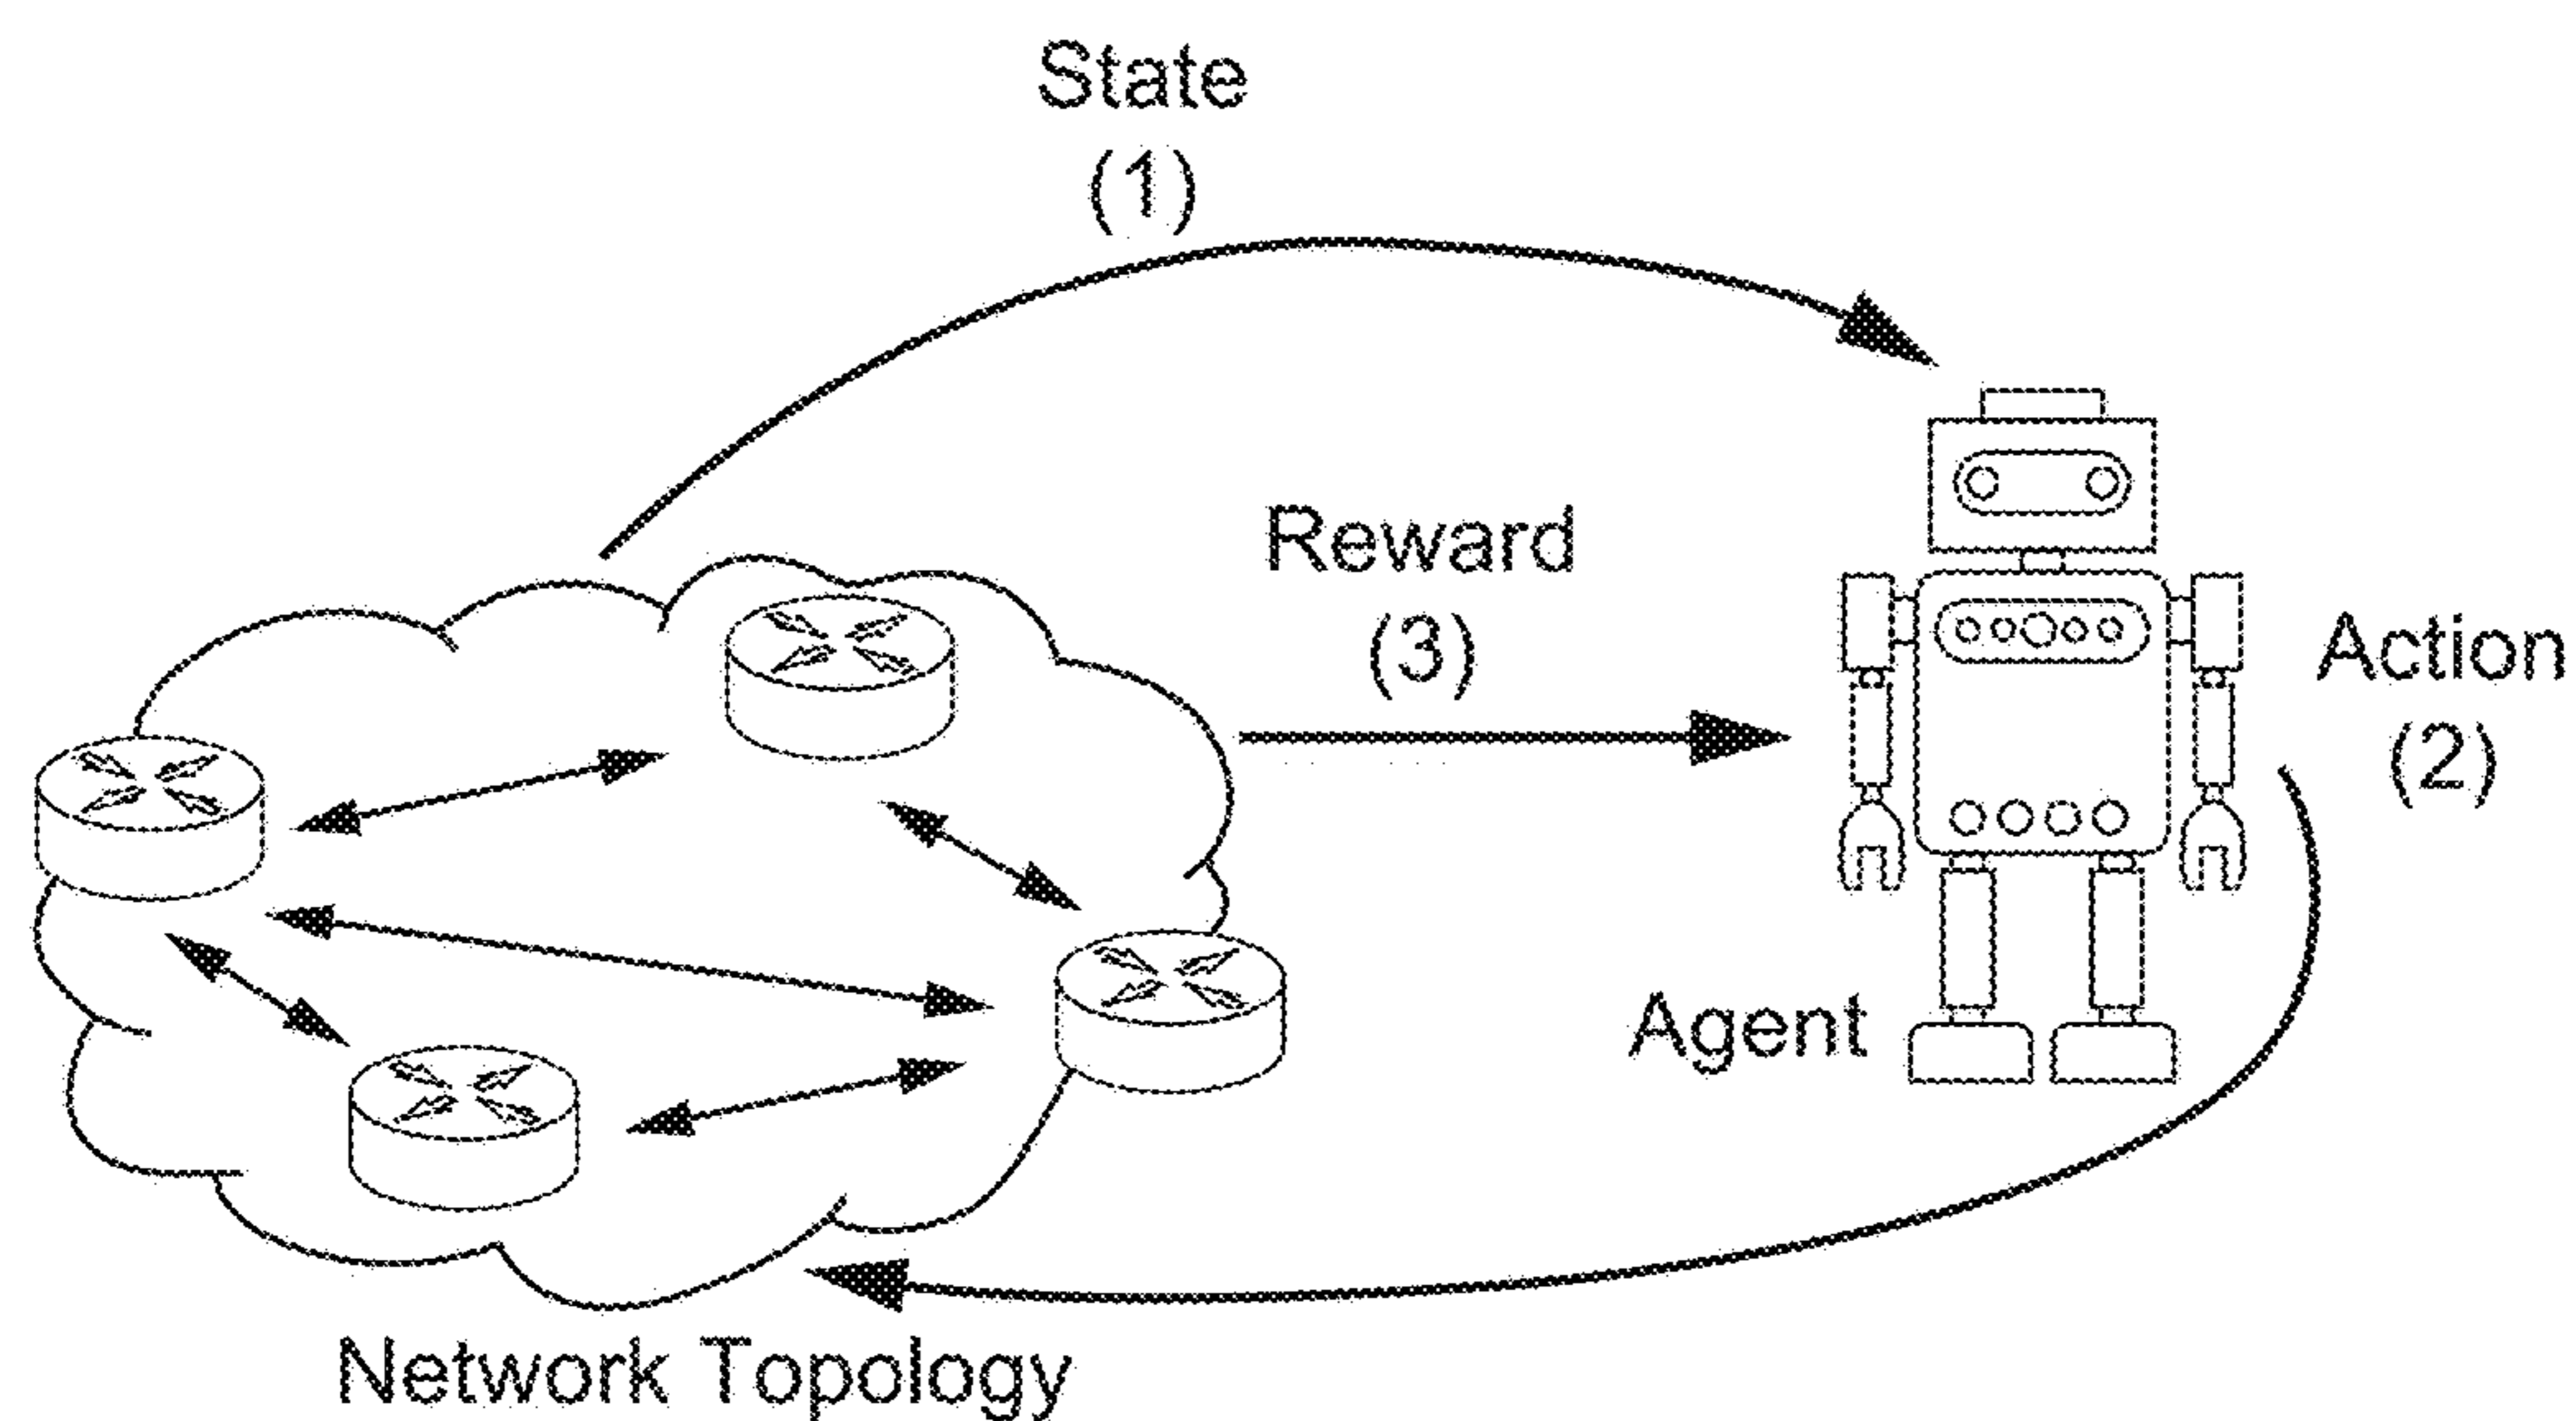 State
(1)
Reward
(3)
Action
(2)
Agent
Network Topology